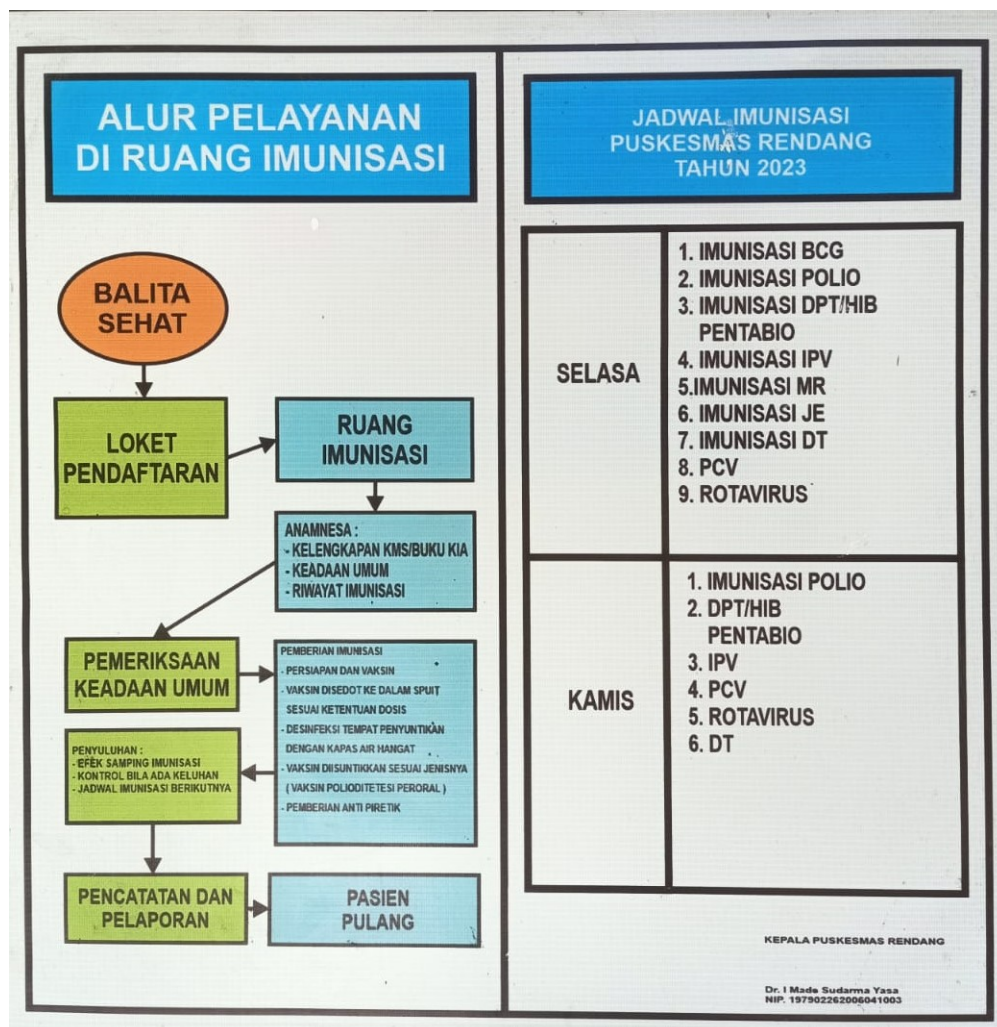 ALUR PELAYANAN
DI RUANG IMUNISASI
BALITA
SEHAT
LOKET
PENDAFTARAN
RUANG
IMUNISASI
ANAMNESA :
- KELENGKAPAN KMS/BUKU KIA
- KEADAAN UMUM
- RIWAYAT IMUNISASI
PEMERIKSAAN
KEADAAN UMUM
PEMBERIAN IMUNISASI
- PERSIAPAN DAN VAKSIN
- VAKSIN DISEDOT KE DALAM SPUIT
SESUAI KETENTUAN DOSIS
- DESINFEKSI TEMPAT PENYUNTIKAN
DENGAN KAPAS AIR HANGAT
- VAKSIN DIISUNTIKKAN SESUAI JENISNYA
( VAKSIN POLIODITETESI PERORAL )
- PEMBERIAN ANTI PIRETIK
PENYULUHAN :
- EFEK SAMPING IMUNISASI
- KONTROL BILA ADA KELUHAN
- JADWAL IMUNISASI BERIKUTNYA
PENCATATAN DAN
PELAPORAN
PASIEN
PULANG
JADWAL IMUNISASI
PUSKESMAS RENDANG
TAHUN 2023
SELASA
1. IMUNISASI BCG
2. IMUNISASI POLIO
3. IMUNISASI DPT/HIB
PENTABIO
4. IMUNISASI IPV
5.IMUNISASI MR
6. IMUNISASI JE
7. IMUNISASI DT
8. PCV
9. ROTAVIRUS
KAMIS
1. IMUNISASI POLIO
2. DPT/HIB
PENTABIO
3. IPV
4. PCV
5. ROTAVIRUS
6. DT
KEPALA PUSKESMAS RENDANG
Dr. I Made Sudarma Yasa
NIP. 197902262006041003